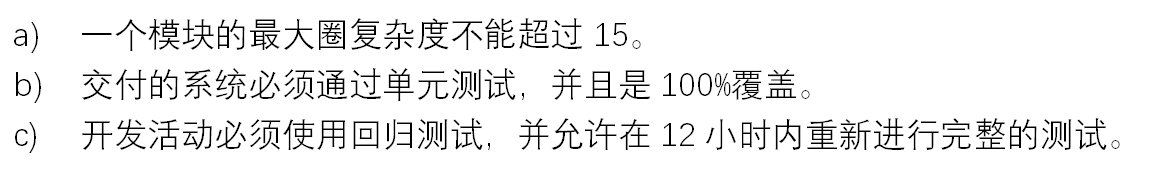 a) 一个模块的最大圈复杂度不能超过 15。
b) 交付的系统必须通过单元测试，并且是 100%覆盖。
c) 开发活动必须使用回归测试，并允许在 12 小时内重新进行完整的测试。